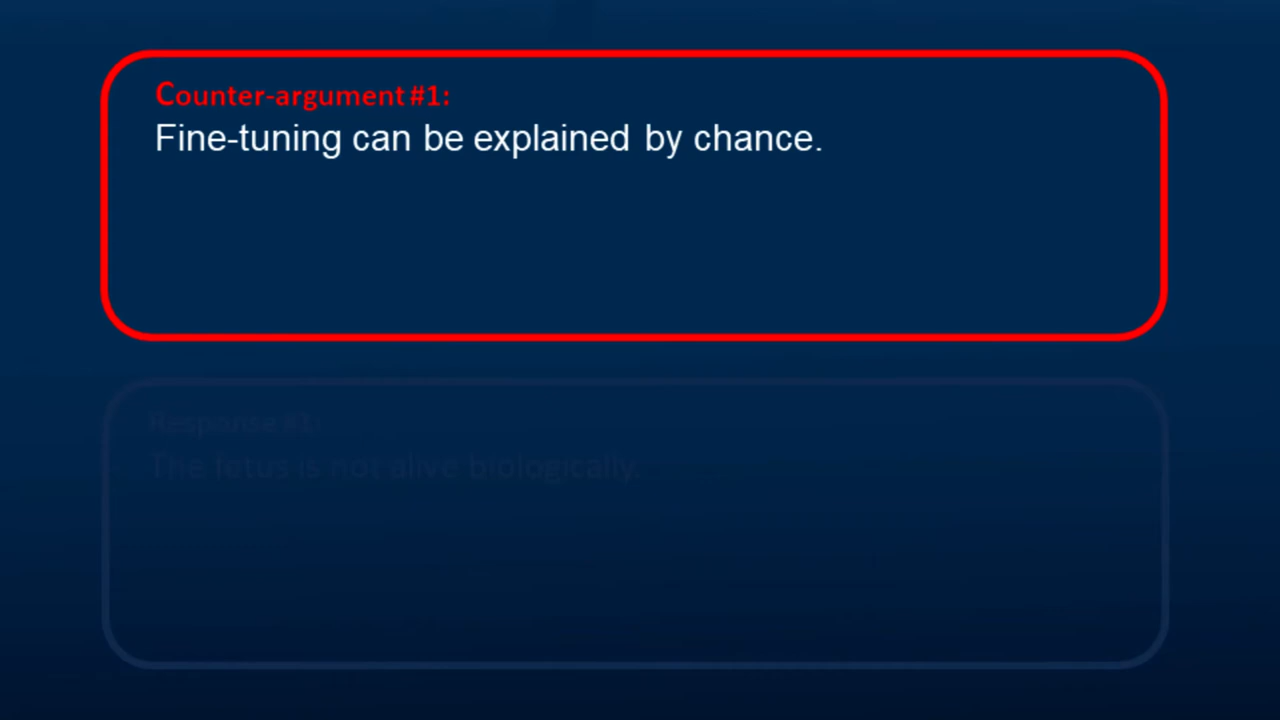 Counter-argument #1:
Fine-tuning can be explained by chance.
Response #1:
The fetus is not alive biologically.